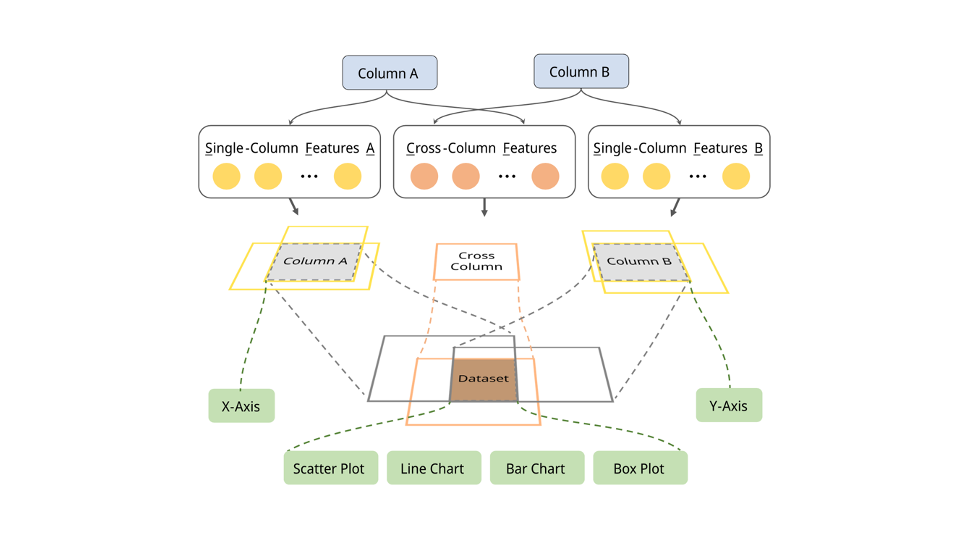 Column A
Column B
Single-Column Features A
Cross-Column Features
Single-Column Features B
...
...
...
Column A
Cross
Column
Column B
Dataset
X-Axis
Y-Axis
Scatter Plot
Line Chart
Bar Chart
Box Plot